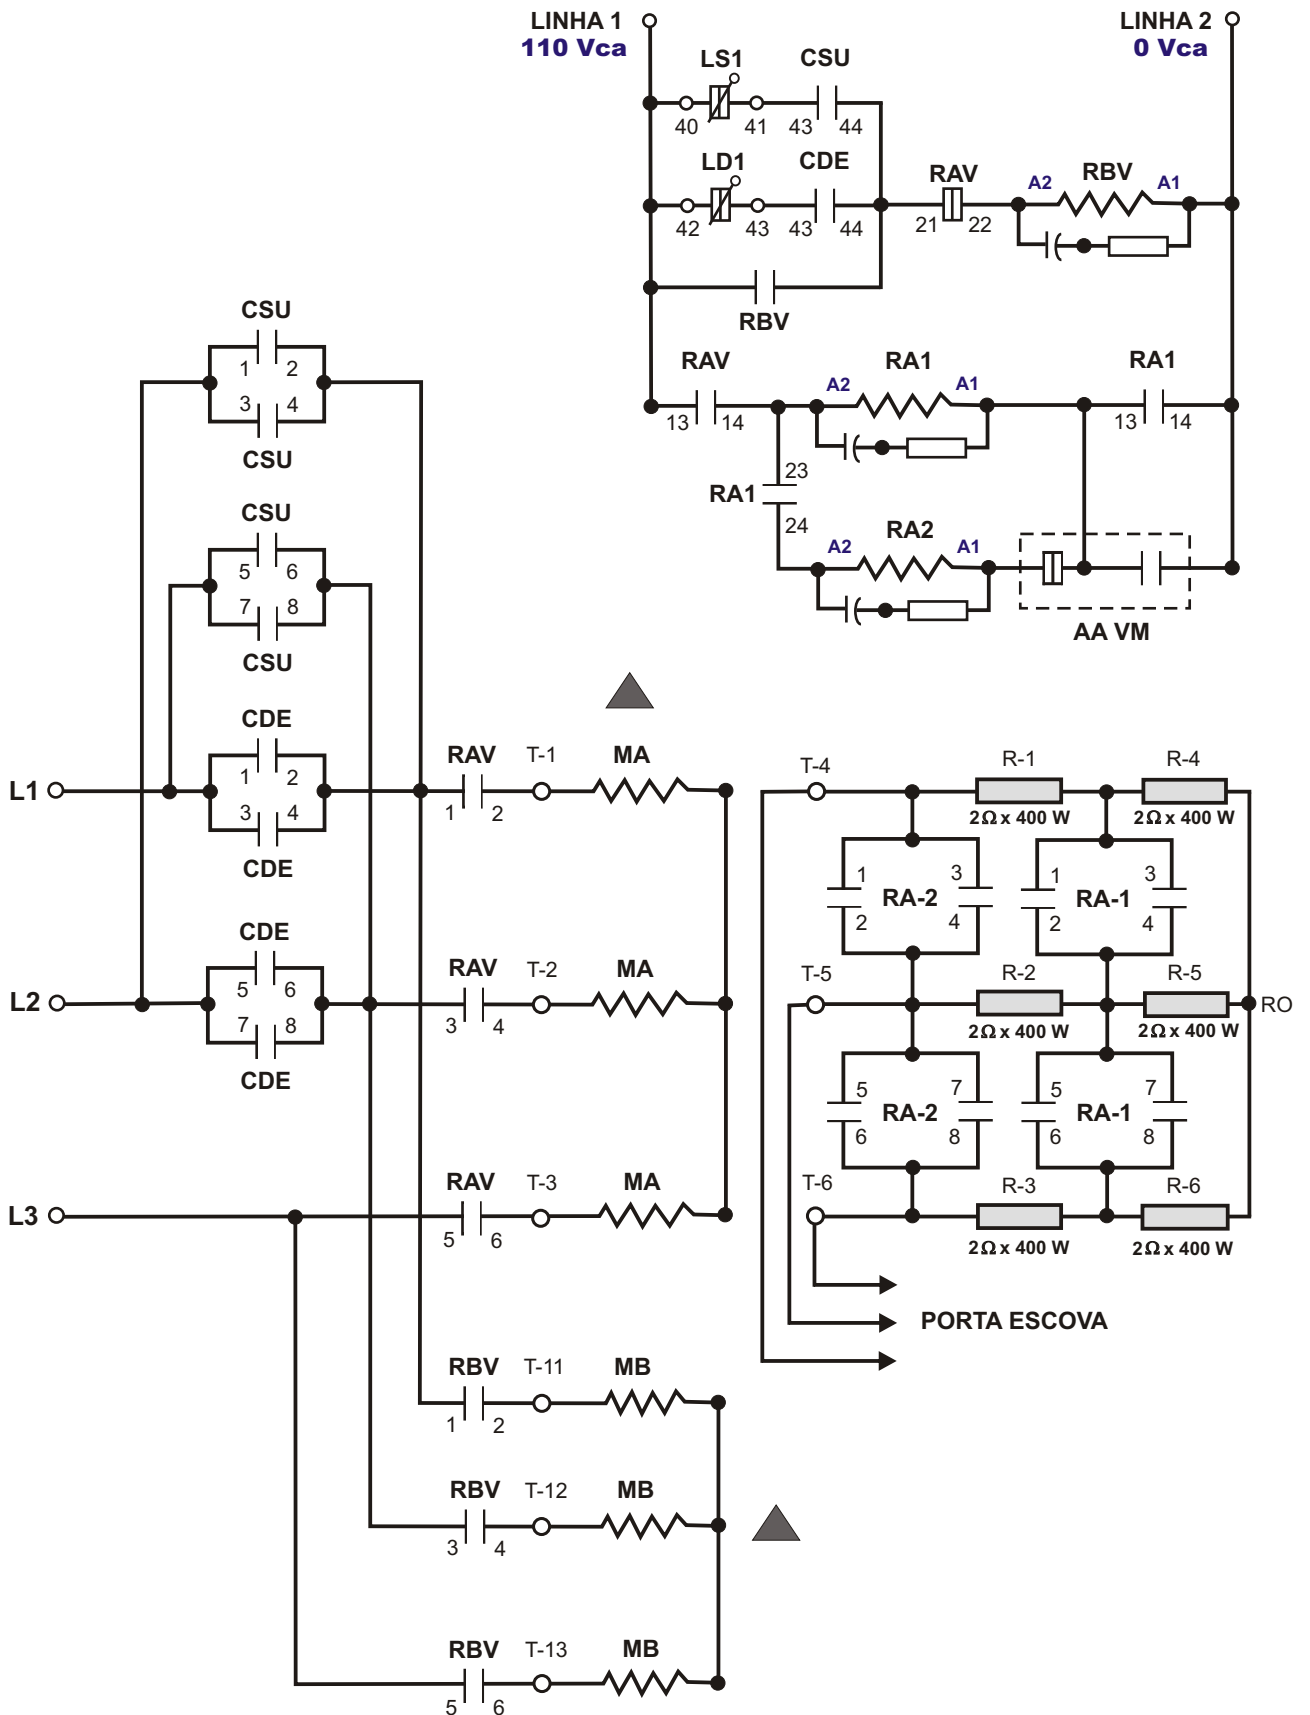 LINHA 1
110 Vca
LINHA 2
0 Vca
LS1
CSU
40
41
43
44
LD1
CDE
42
43
43
44
RAV
21
22
A2
RBV
A1
RBV
RAV
13
14
A2
RA1
A1
RA1
13
14
RA1
23
24
A2
RA2
A1
AA VM
CSU
1
2
3
4
CSU
CSU
5
6
7
8
CSU
CDE
L1
1
2
3
4
CDE
RAV
T-1
MA
1
2
CDE
L2
5
6
7
8
CDE
RAV
T-2
MA
3
4
L3
RAV
T-3
MA
5
6
RBV
T-11
MB
1
2
RBV
T-12
MB
3
4
RBV
T-13
MB
5
6
T-4
R-1
R-4
2Ω x 400 W
2Ω x 400 W
1
3
RA-2
2
4
1
3
RA-1
2
4
T-5
R-2
R-5
RO
2Ω x 400 W
2Ω x 400 W
5
7
RA-2
6
8
5
7
RA-1
6
8
T-6
R-3
R-6
2Ω x 400 W
2Ω x 400 W
PORTA ESCOVA